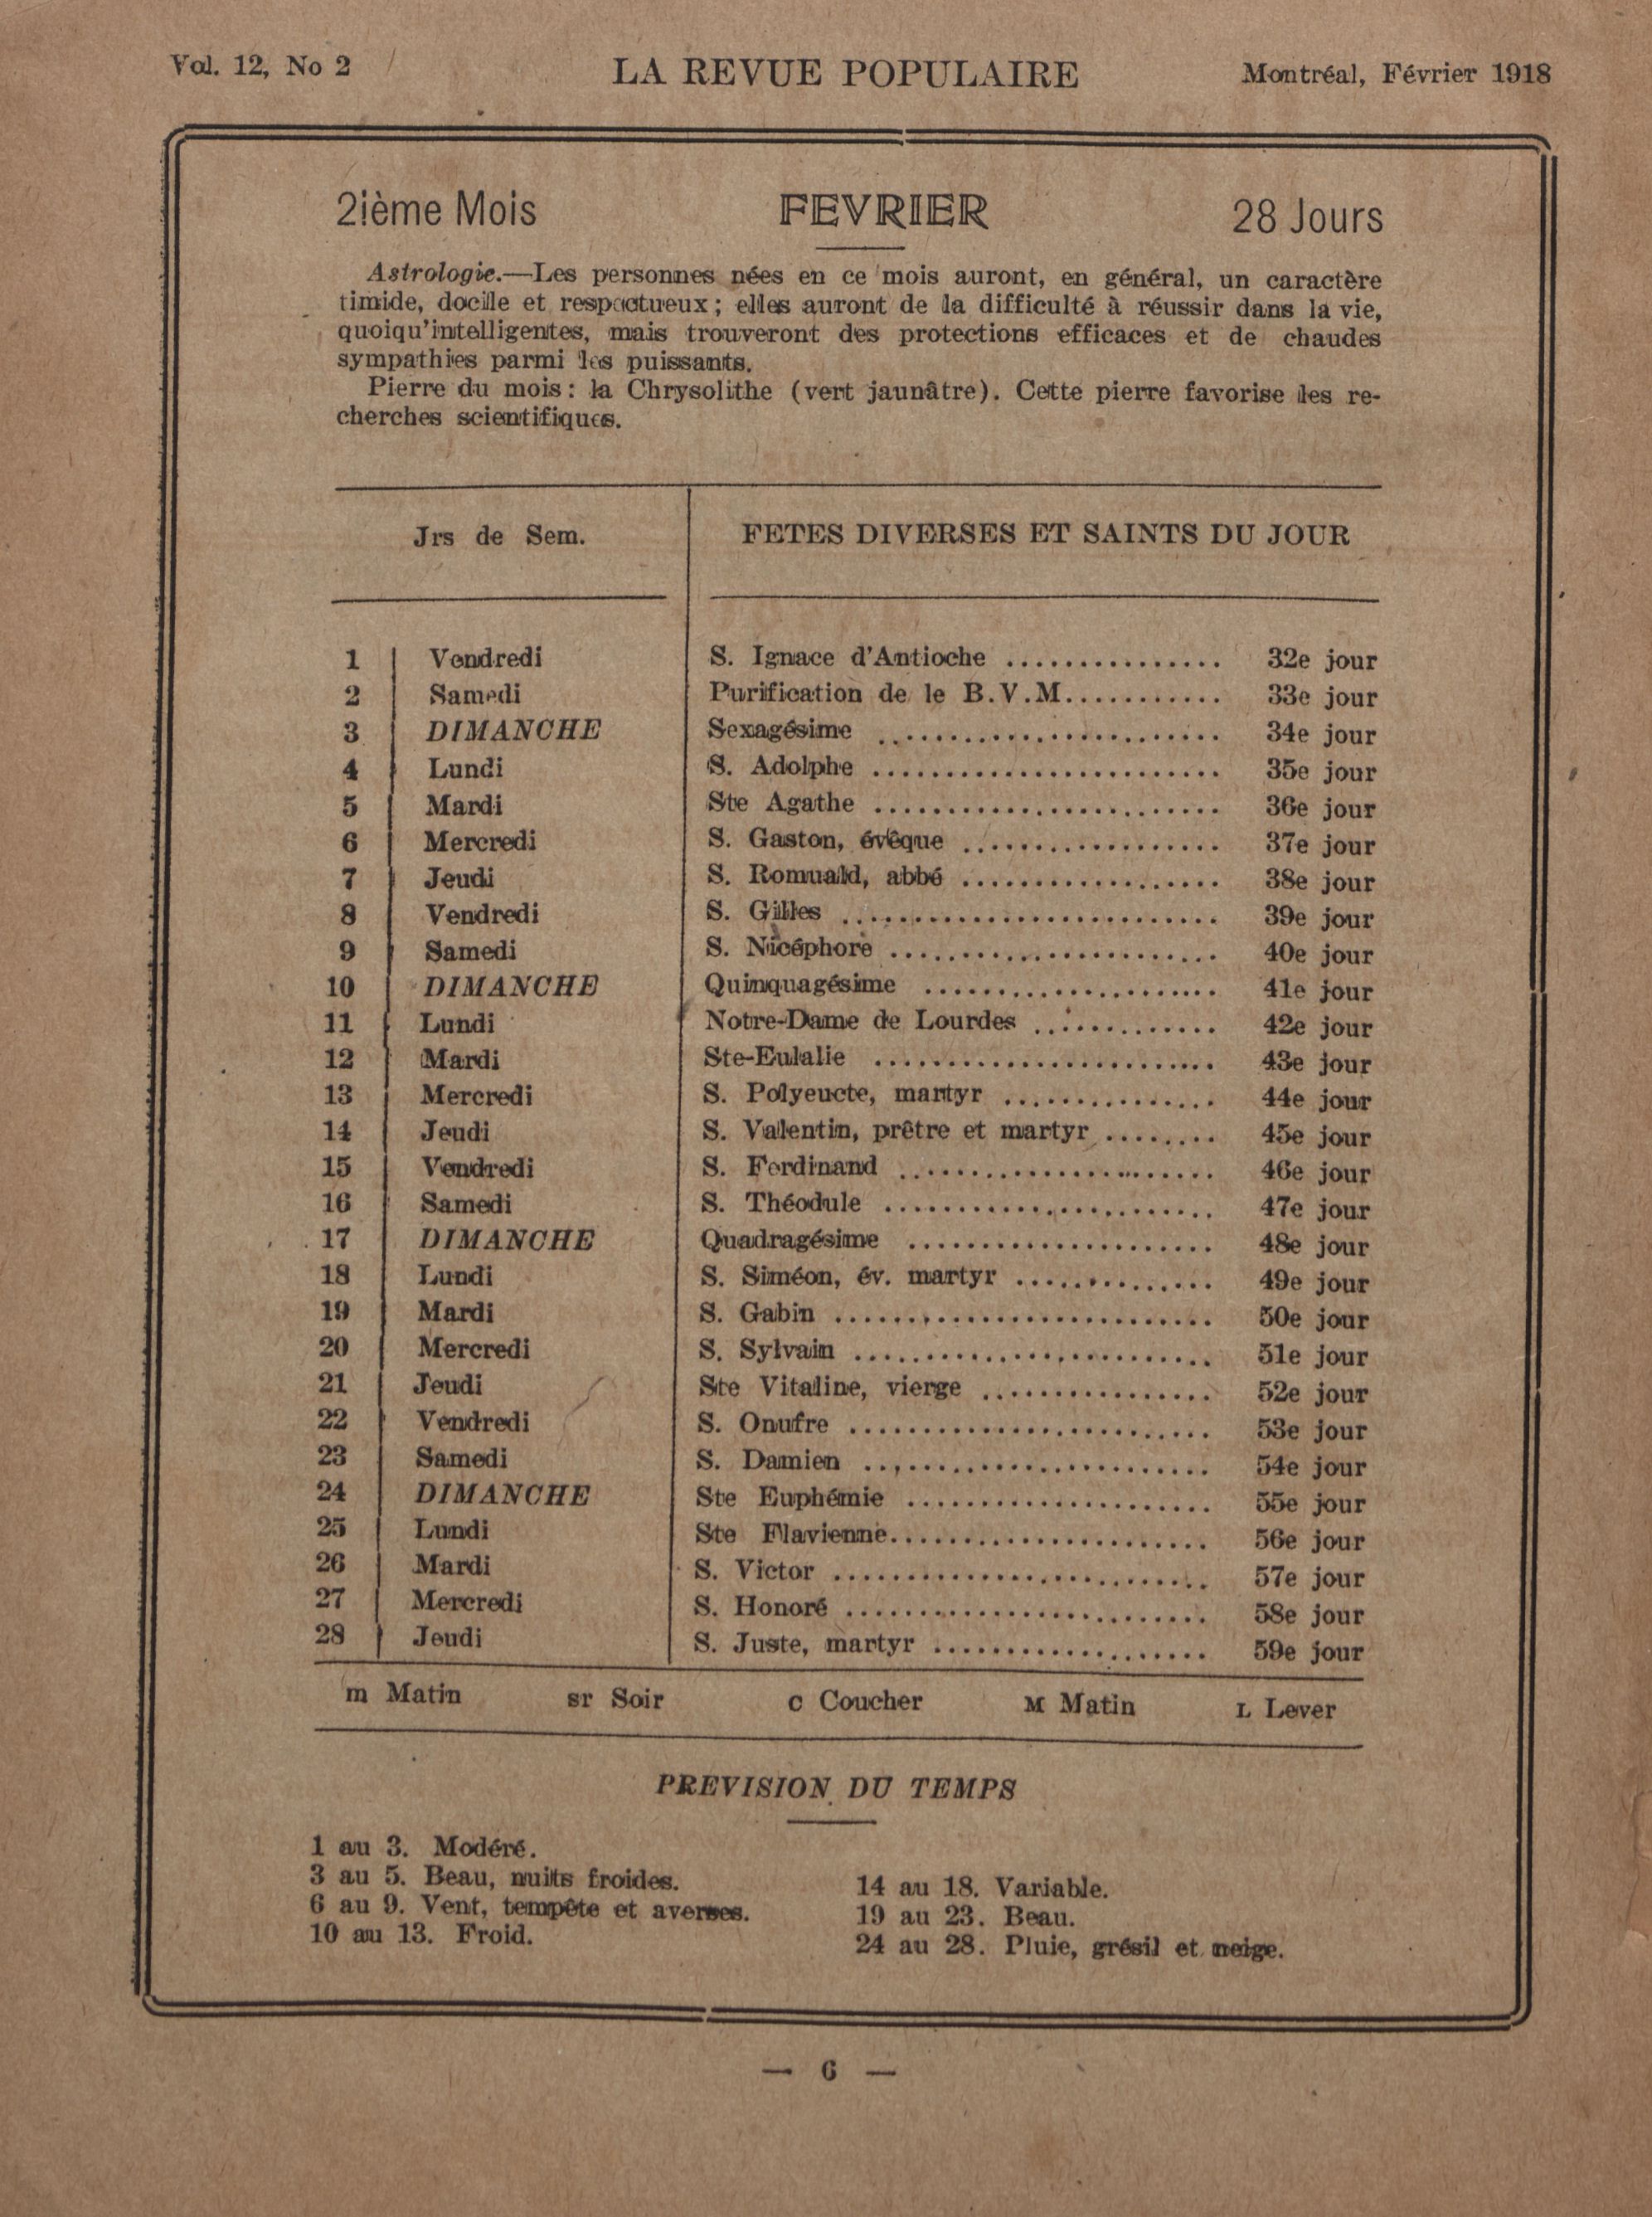 Vol. 12, No 2 LA REVUE POPULAIRE Montréal, Février 1918
2ième Mois FEVRIER 28 Jours
Astrologie.—Les personnes nées en ce mois auront, en général, un caractère
timide, docile et respectueux; elles auront de la difficulté à réussir dans la vie,
quoiqu'intelligentes, mais trouveront des protections efficaces et de chaudes
sympathies parmi les puissants.
Pierre du mois: la Chrysolithe (vert jaunâtre). Cette pierre favorise les re-
cherches scientifiques.
Jrs de Sem. FETES DIVERSES ET SAINTS DU JOUR
1 Vendredi S. Ignace d'Antioche ............... 32e jour
2 Samedi Purification de le B.V.M........... 33e jour
3 DIMANCHE Sexagésime ........................ 34e jour
4 Lundi S. Adolphe ........................ 35e jour
5 Mardi Ste Agathe ........................ 36e jour
6 Mercredi S. Gaston, évêque .................. 37e jour
7 Jeudi S. Romuald, abbé .................. 38e jour
8 Vendredi S. Gilles .......................... 39e jour
9 Samedi S. Nicéphore ....................... 40e jour
10 DIMANCHE Quinquagésime .................... 41e jour
11 Lundi Notre-Dame de Lourdes ............. 42e jour
12 Mardi Ste-Eulalie ........................ 43e jour
13 Mercredi S. Polyeucte, martyr ............... 44e jour
14 Jeudi S. Valentin, prêtre et martyr ........ 45e jour
15 Vendredi S. Ferdinand ...................... 46e jour
16 Samedi S. Théodule ....................... 47e jour
17 DIMANCHE Quadragésime ..................... 48e jour
18 Lundi S. Siméon, év. martyr .............. 49e jour
19 Mardi S. Gabin .......................... 50e jour
20 Mercredi S. Sylvain ......................... 51e jour
21 Jeudi Ste Vitaline, vierge ................ 52e jour
22 Vendredi S. Onufre ......................... 53e jour
23 Samedi S. Damien ........................ 54e jour
24 DIMANCHE Ste Euphémie ..................... 55e jour
25 Lundi Ste Flavienne...................... 56e jour
26 Mardi S. Victor .......................... 57e jour
27 Mercredi S. Honoré ......................... 58e jour
28 Jeudi S. Juste, martyr ................... 59e jour
m Matin sr Soir C Coucher M Matin L Lever
PREVISION DU TEMPS
1 au 3. Modéré.
3 au 5. Beau, nuits froides.
6 au 9. Vent, tempête et averses.
10 au 13. Froid.
14 au 18. Variable.
19 au 23. Beau.
24 au 28. Pluie, grésil et neige.
— 6 —